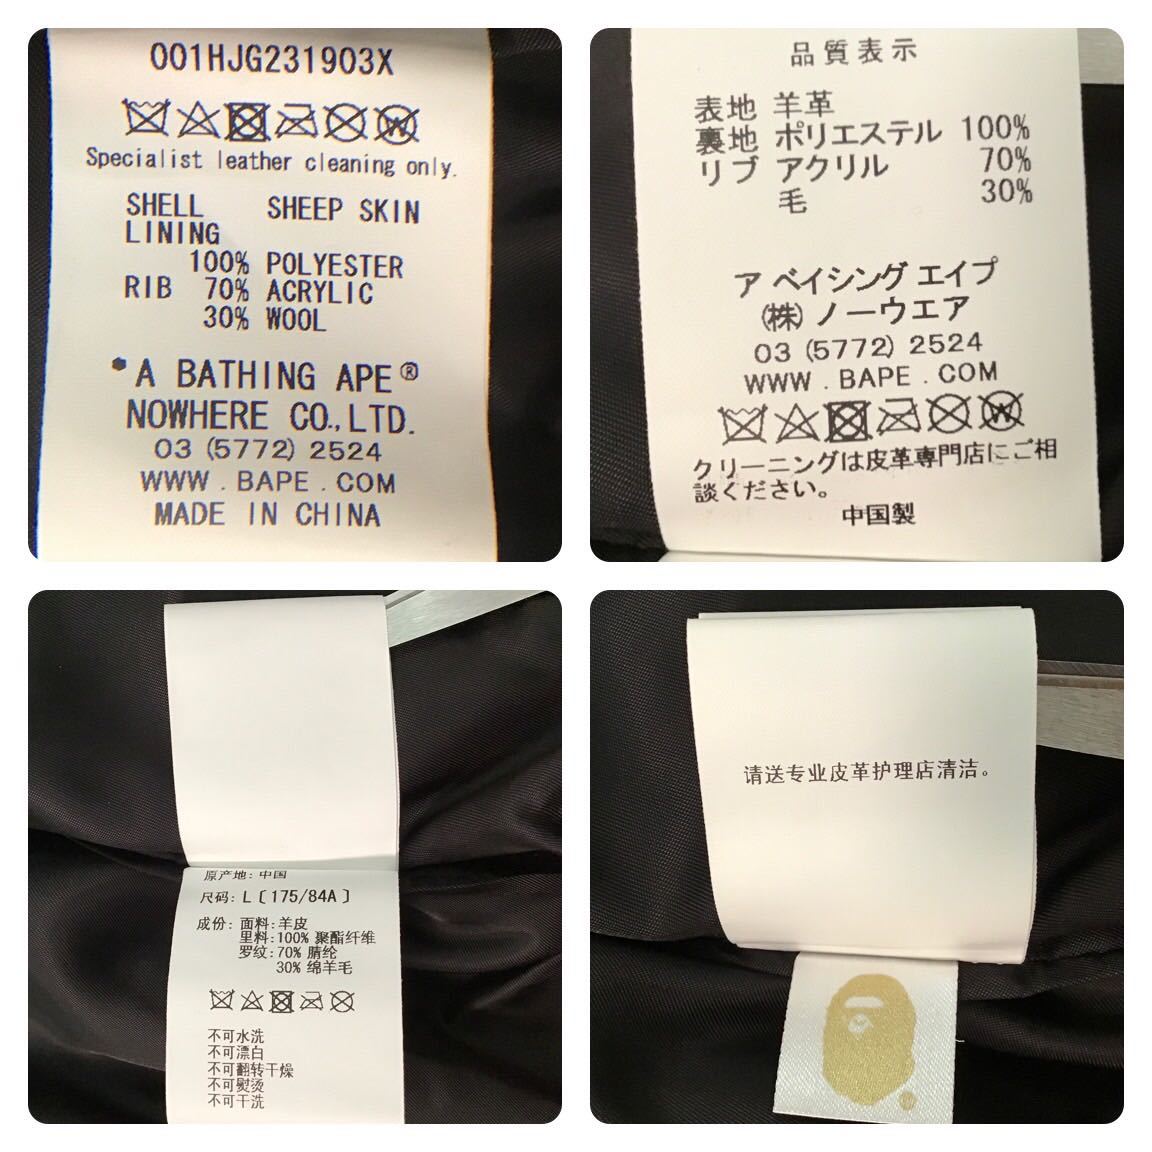 001HJG231903X
W
Specialist leather cleaning only.
SHELL SHEEP SKIN
LINING
100% POLYESTER
RIB 70% ACRYLIC
30% WOOL
A BATHING APE®
NOWHERE CO.,LTD.
03 (5772) 2524
WWW . BAPE . COM
MADE IN CHINA
品質表示
表地 羊革
裏地 ポリエステル 100%
リブ アクリル 70%
毛 30%
ア ベイシング エイプ
(株) ノーウエア
03 (5772) 2524
WWW . BAPE . COM
W
クリーニングは皮革専門店にご相
談ください。
中国製
原产地: 中国
尺码: L〔175/84A〕
成份: 面料:羊皮
里料:100% 聚酯纤维
罗纹:70% 腈纶
30% 绵羊毛
不可水洗
不可漂白
不可翻转干燥
不可熨烫
不可干洗
请送专业皮革护理店清洁。
®